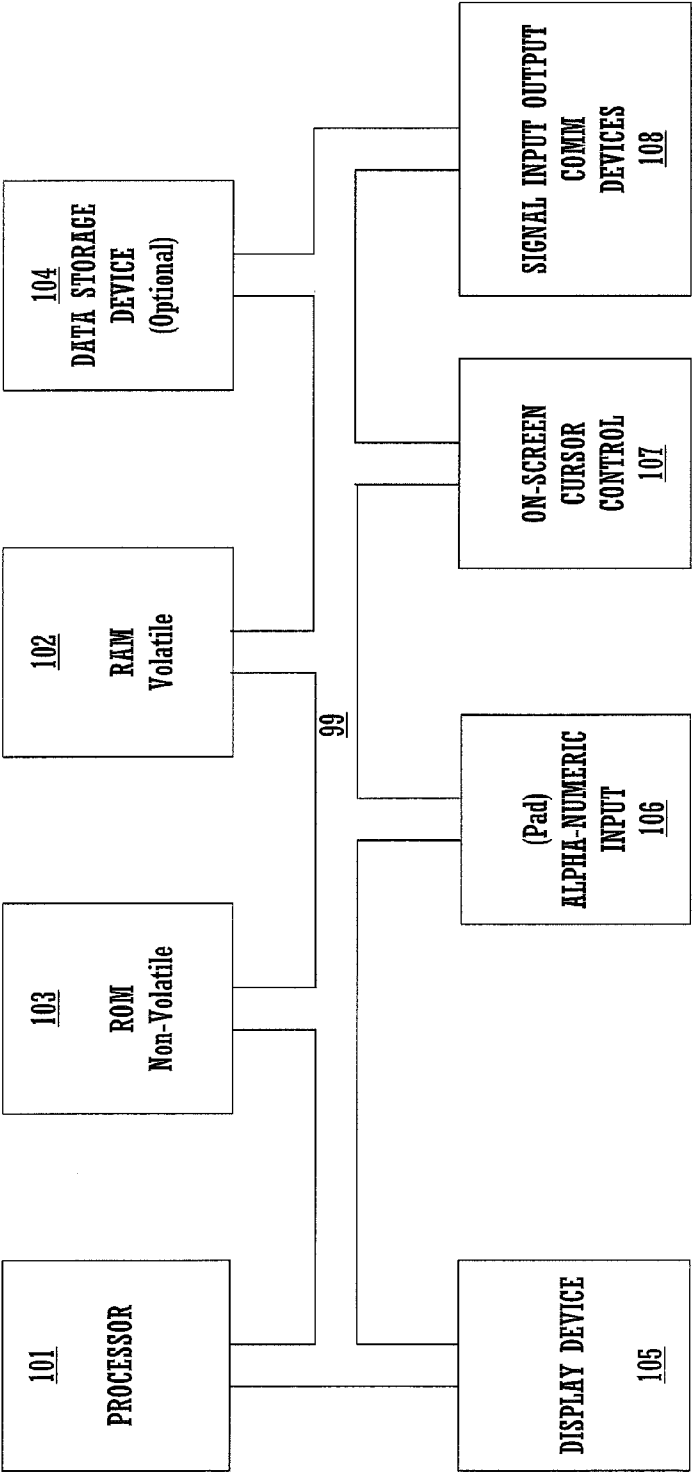 101
PROCESSOR
103
ROM
Non-Volatile
102
RAM
Volatile
104
DATA STORAGE
DEVICE
(Optional)
99
DISPLAY DEVICE
105
(Pad)
ALPHA-NUMERIC
INPUT
106
ON-SCREEN
CURSOR
CONTROL
107
SIGNAL INPUT OUTPUT
COMM
DEVICES
108